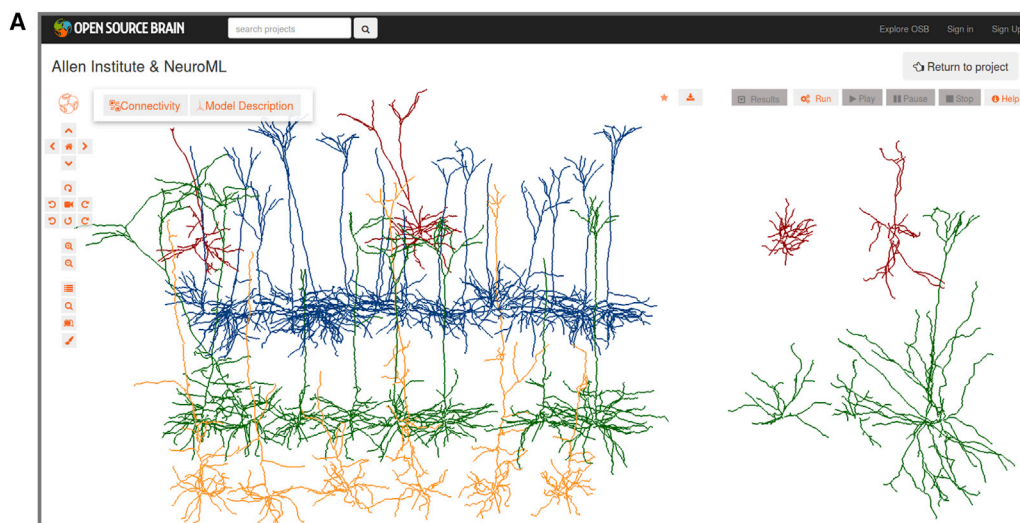 A
OPEN SOURCE BRAIN
search projects
Explore OSB
Sign in
Sign Up
Allen Institute & NeuroML
Return to project
Connectivity
Model Description
Results
Run
Play
Pause
Stop
Help